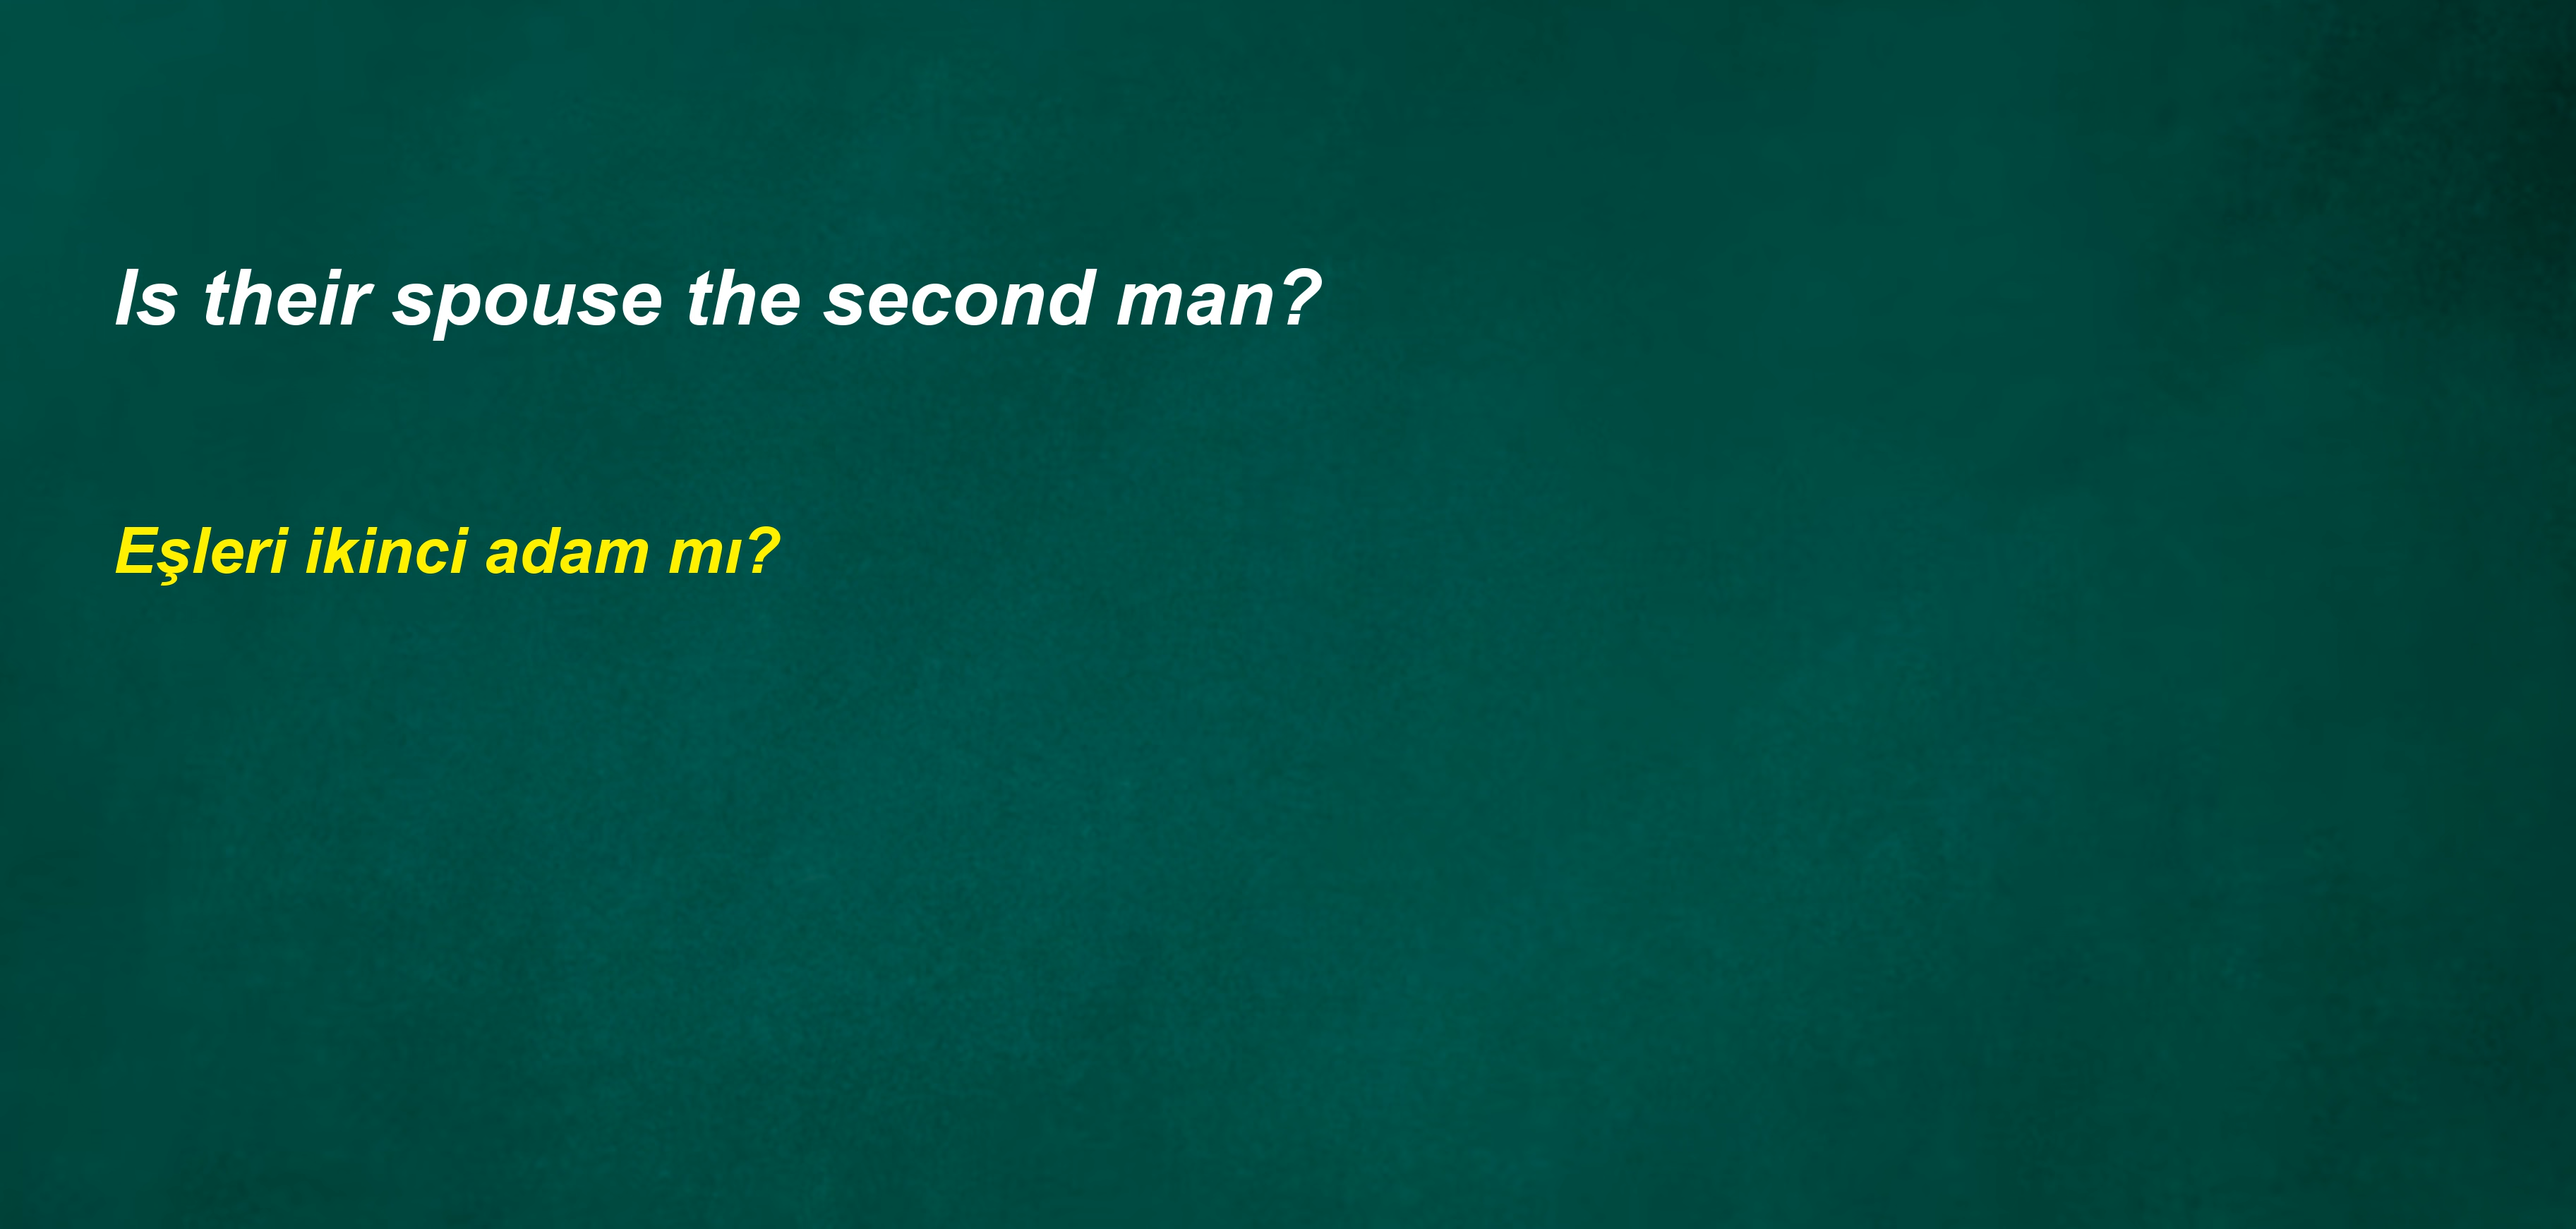 Is their spouse the second man?
Eşleri ikinci adam mı?